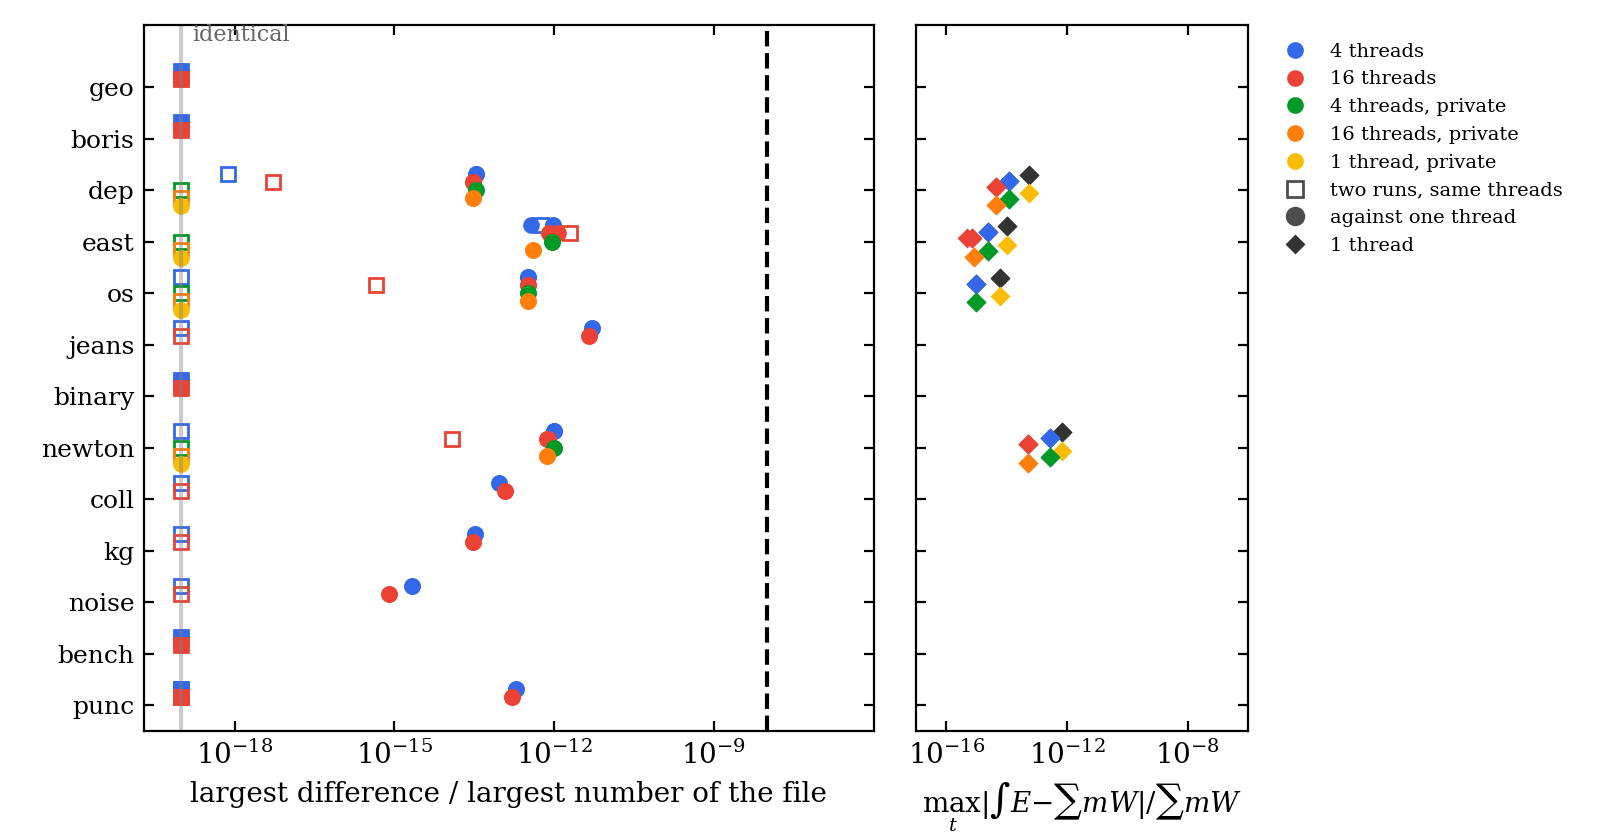 identical
geo
boris
dep
east
os
jeans
binary
newton
coll
kg
noise
bench
punc
10⁻¹⁸ 10⁻¹⁵ 10⁻¹² 10⁻⁹
largest difference / largest number of the file
10⁻¹⁶ 10⁻¹² 10⁻⁸
max|∫E−∑mW|/∑mW
t
4 threads
16 threads
4 threads, private
16 threads, private
1 thread, private
two runs, same threads
against one thread
1 thread